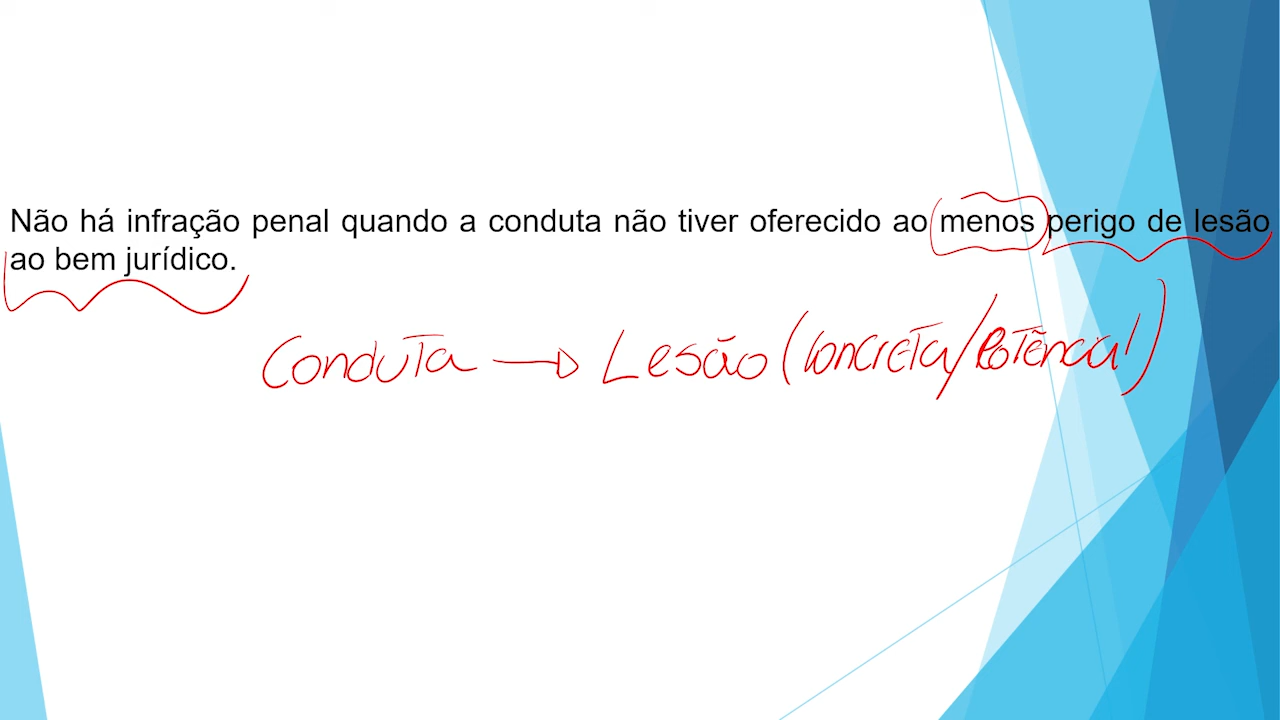 Não há infração penal quando a conduta não tiver oferecido ao menos perigo de lesão
ao bem jurídico.
Conduta → Lesão (concreta/potêncial)